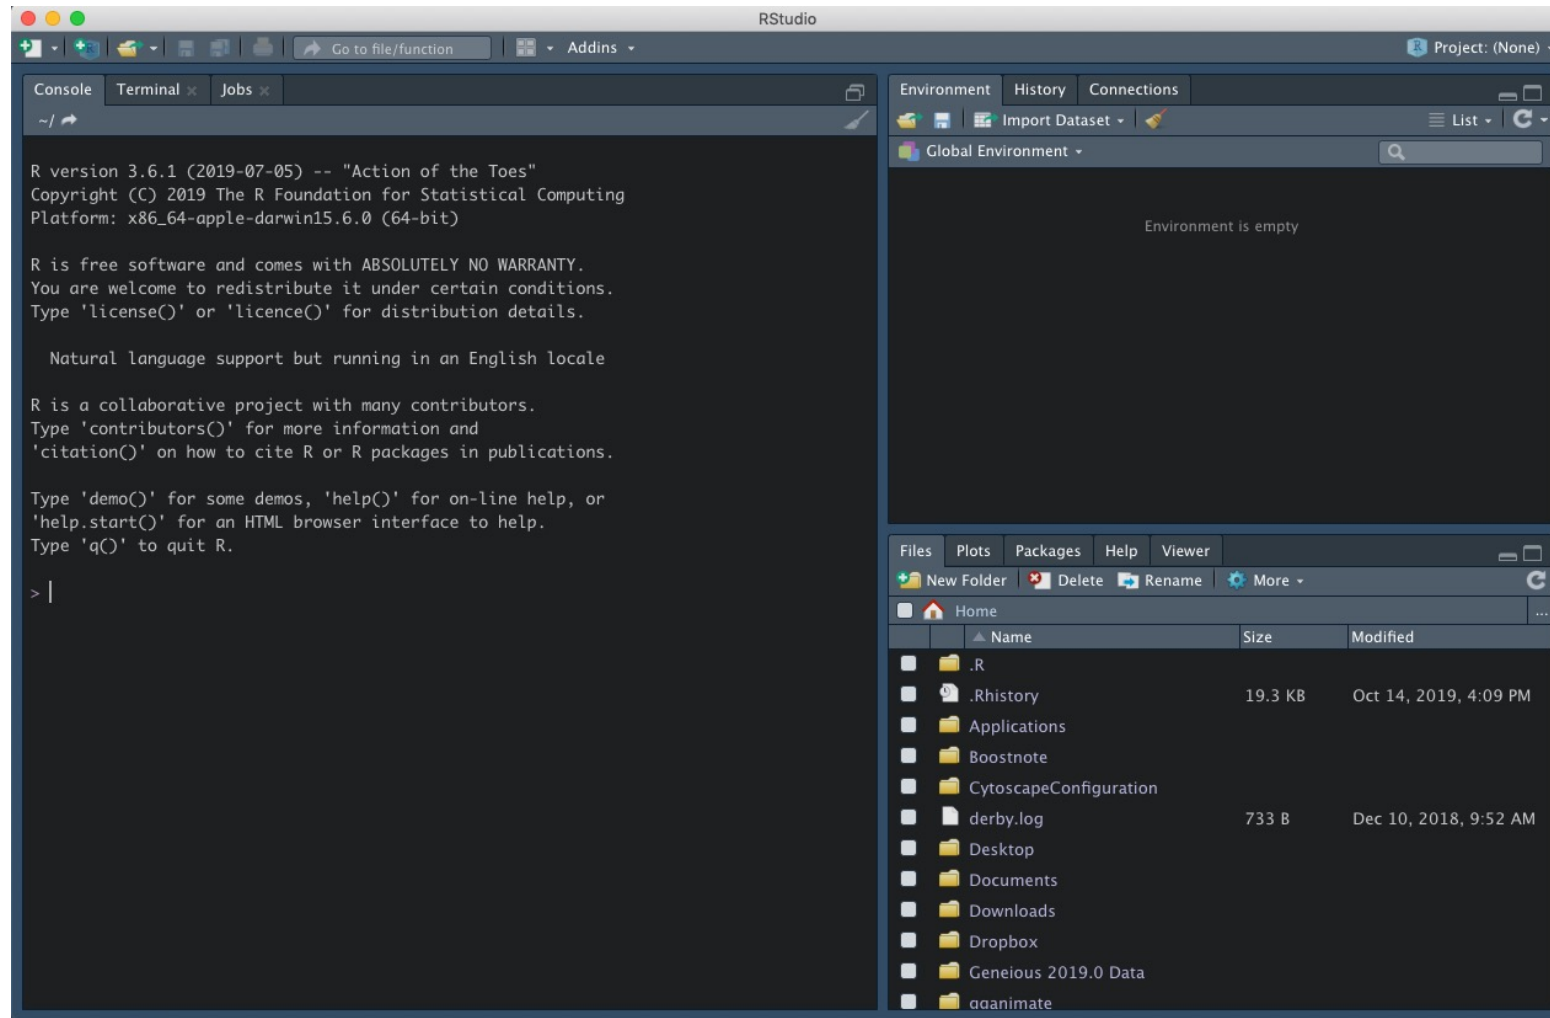 RStudio
Go to file/function
Addins
Project: (None)
Console Terminal Jobs
~/
R version 3.6.1 (2019-07-05) -- "Action of the Toes"
Copyright (C) 2019 The R Foundation for Statistical Computing
Platform: x86_64-apple-darwin15.6.0 (64-bit)
R is free software and comes with ABSOLUTELY NO WARRANTY.
You are welcome to redistribute it under certain conditions.
Type 'license()' or 'licence()' for distribution details.
Natural language support but running in an English locale
R is a collaborative project with many contributors.
Type 'contributors()' for more information and
'citation()' on how to cite R or R packages in publications.
Type 'demo()' for some demos, 'help()' for on-line help, or
'help.start()' for an HTML browser interface to help.
Type 'q()' to quit R.
>
Environment History Connections
Import Dataset List
Global Environment
Environment is empty
Files Plots Packages Help Viewer
New Folder Delete Rename More
Home ...
Name Size Modified
.R
.Rhistory 19.3 KB Oct 14, 2019, 4:09 PM
Applications
Boostnote
CytoscapeConfiguration
derby.log 733 B Dec 10, 2018, 9:52 AM
Desktop
Documents
Downloads
Dropbox
Geneious 2019.0 Data
gganimate